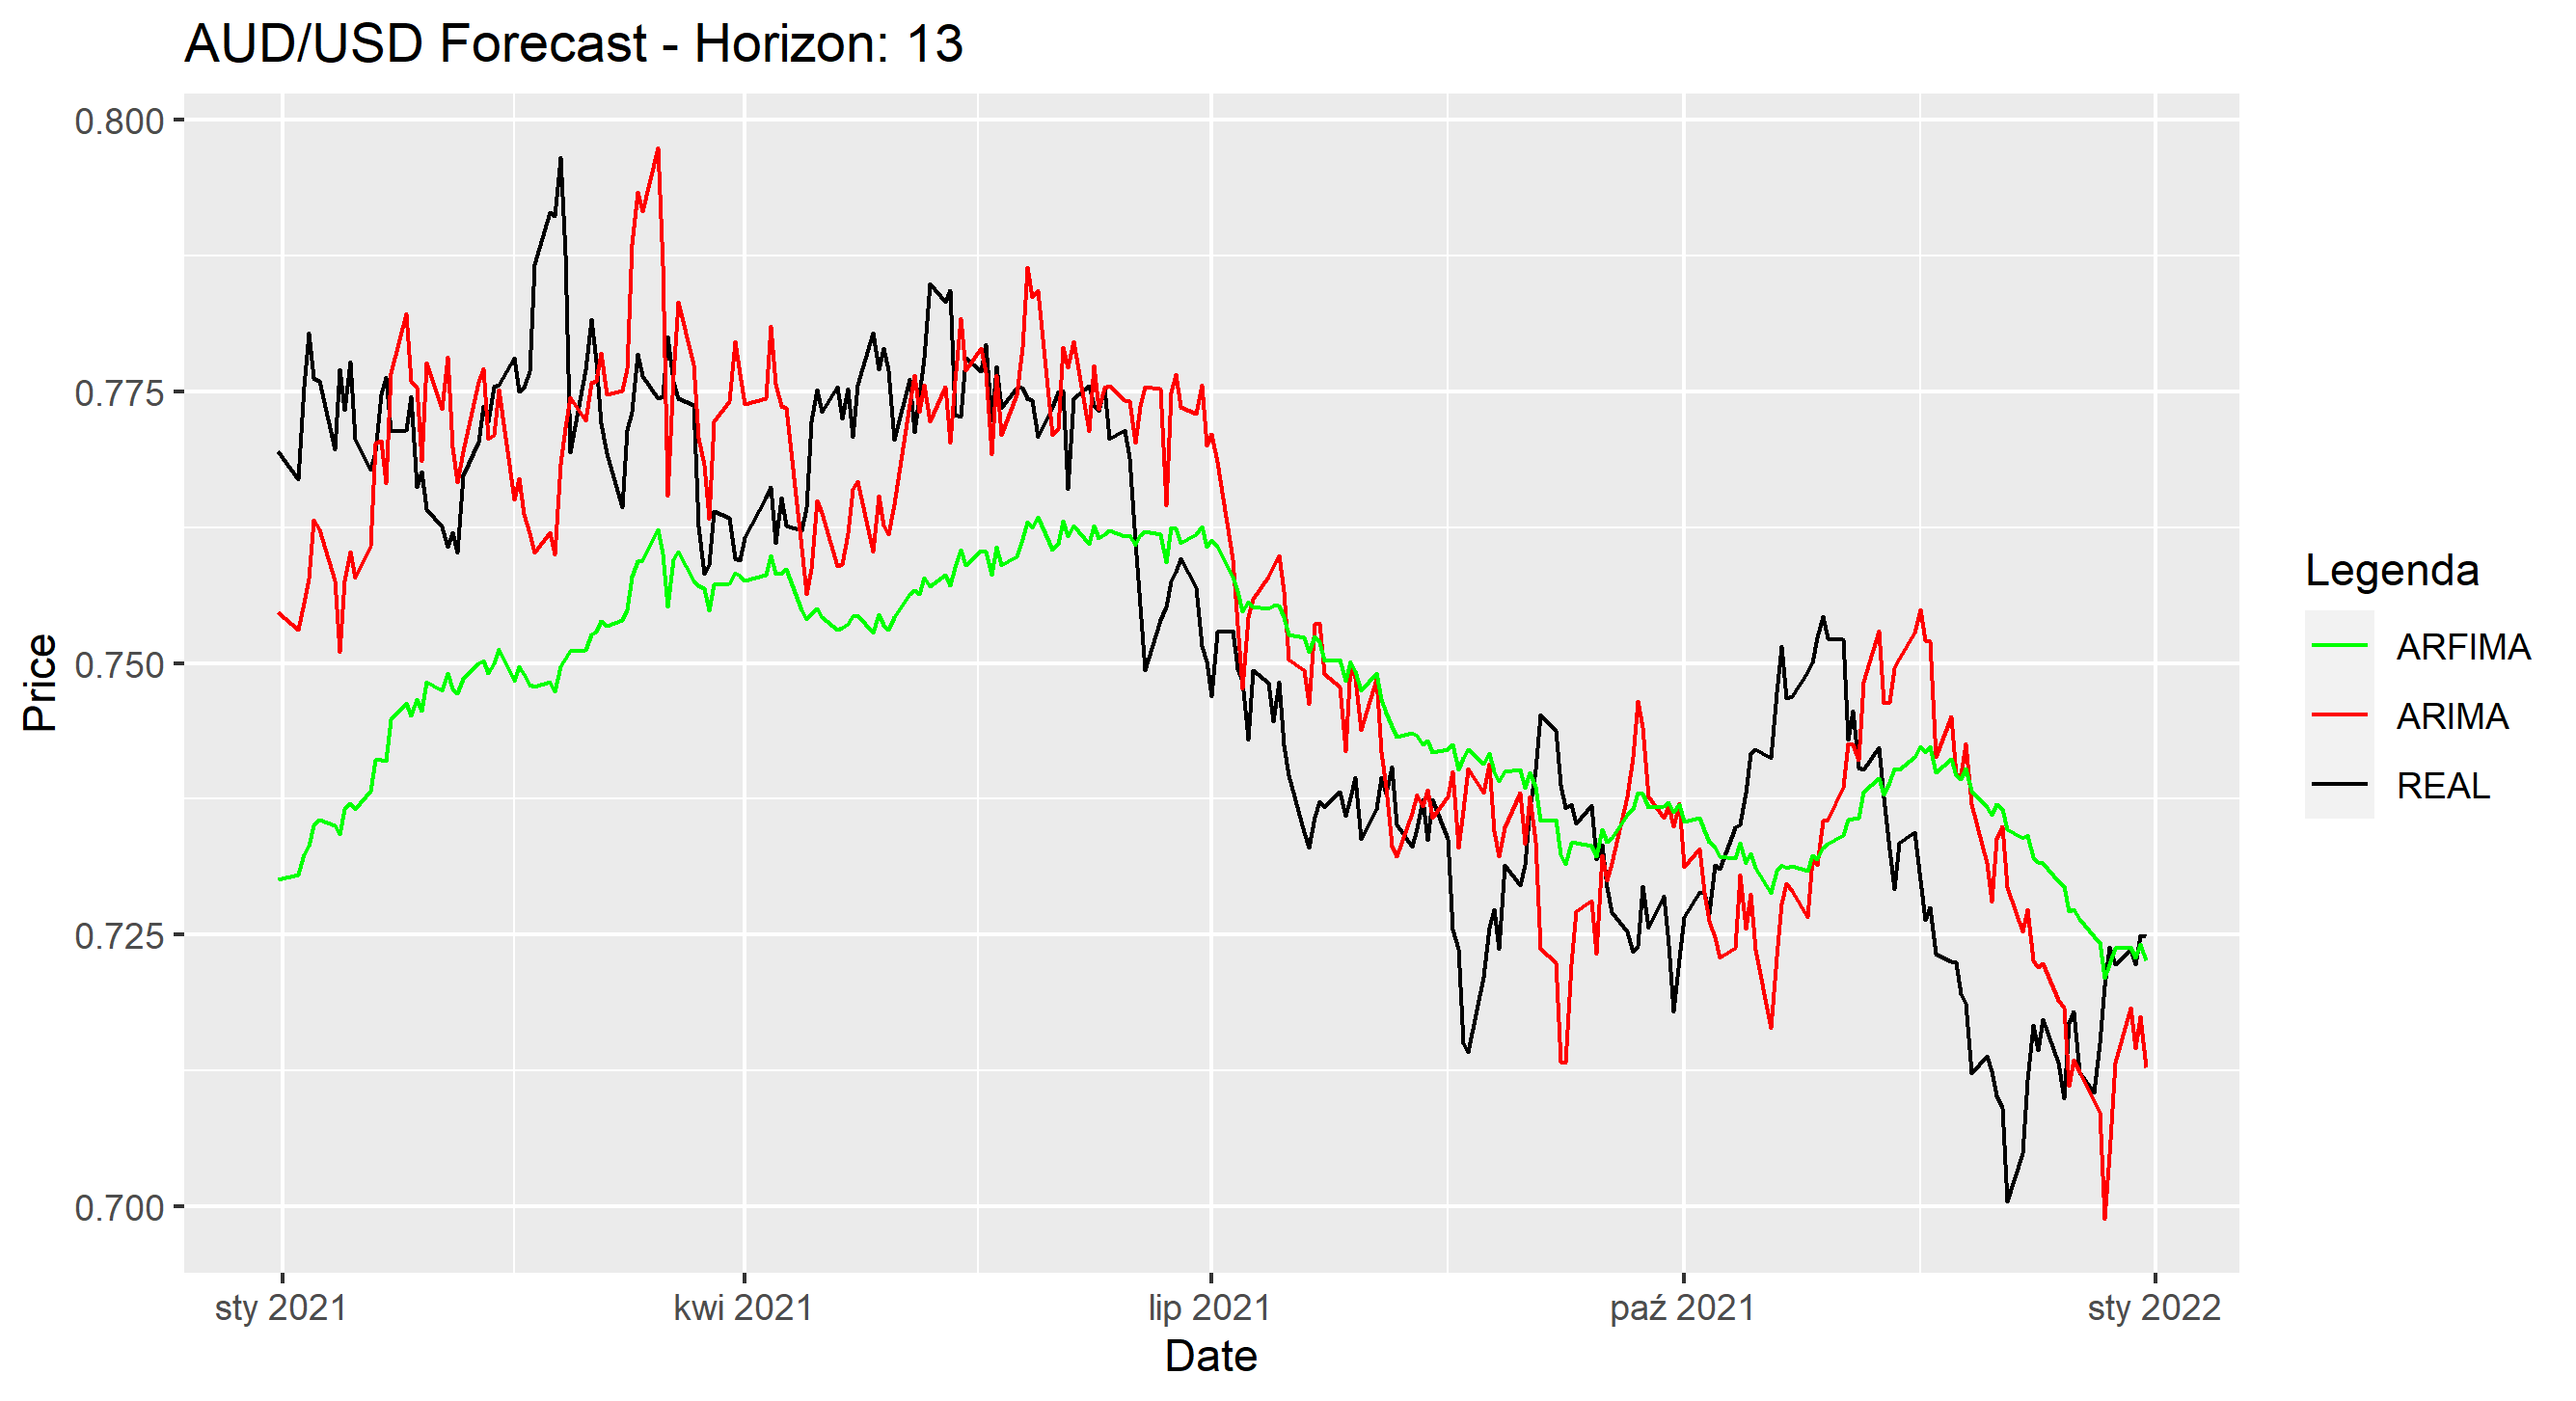 AUD/USD Forecast - Horizon: 13
0.800
0.775
0.750
0.725
0.700
Price
sty 2021
kwi 2021
lip 2021
paź 2021
sty 2022
Date
Legenda
ARFIMA
ARIMA
REAL